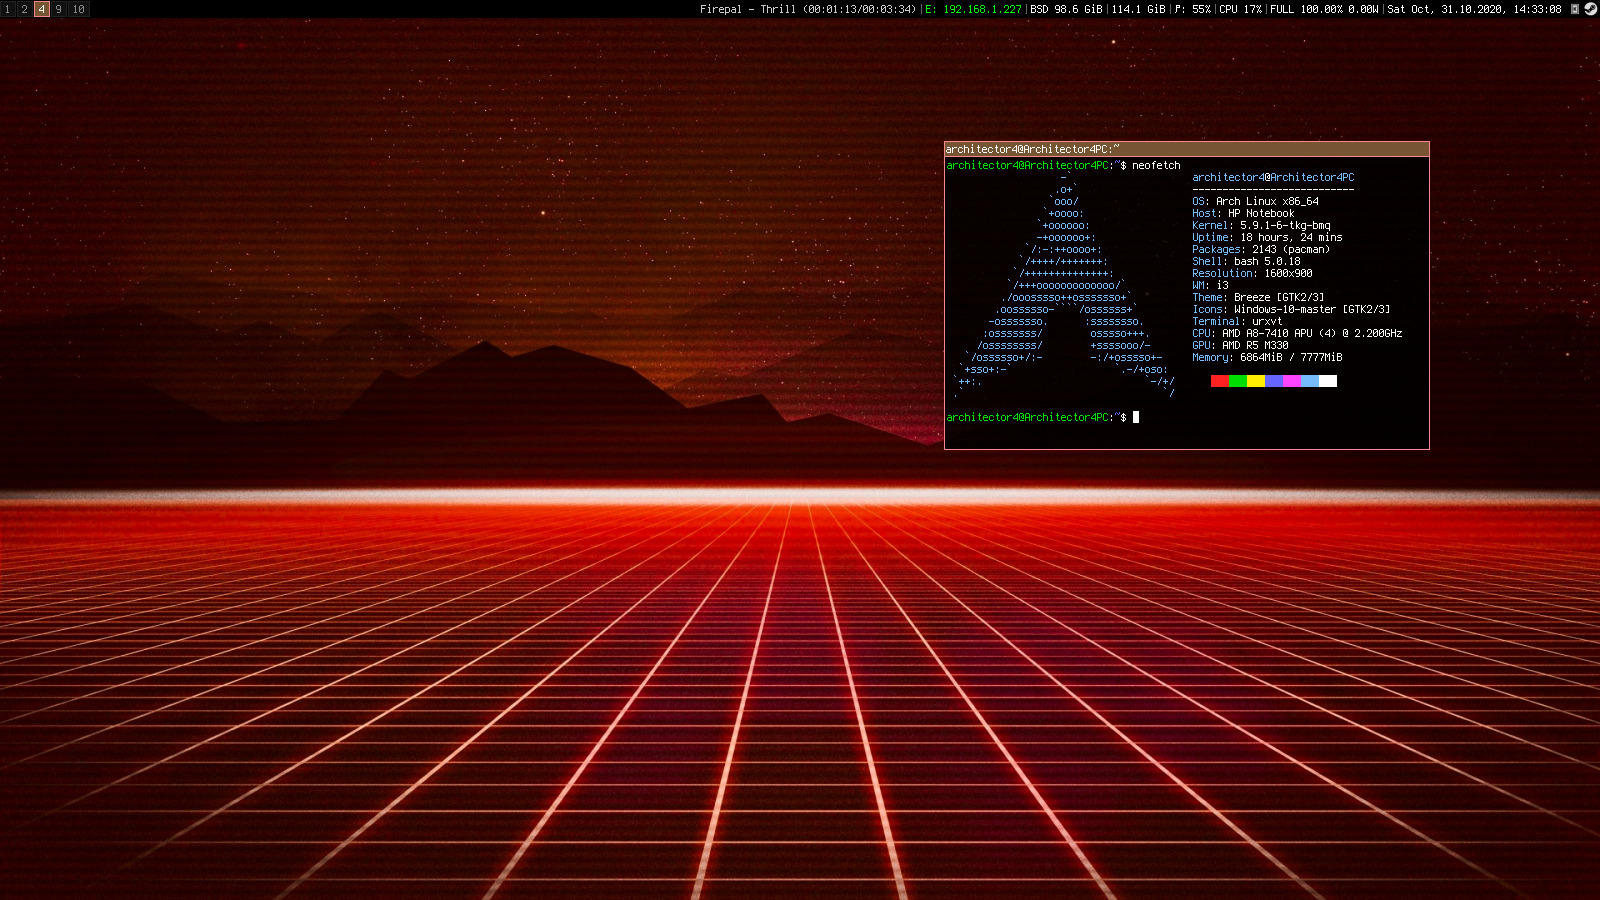 1 2 4 9 10
Firepal - Thrill (00:01:13/00:03:34)|E: 192.168.1.227|BSD 98.6 GiB|114.1 GiB|♬: 55%|CPU 17%|FULL 100.00% 0.00W|Sat Oct, 31.10.2020, 14:33:08
architector4@Architector4PC:~
architector4@Architector4PC:~$ neofetch
architector4@Architector4PC
---------------------------
OS: Arch Linux x86_64
Host: HP Notebook
Kernel: 5.9.1-6-tkg-bmq
Uptime: 18 hours, 24 mins
Packages: 2143 (pacman)
Shell: bash 5.0.18
Resolution: 1600x900
WM: i3
Theme: Breeze [GTK2/3]
Icons: Windows-10-master [GTK2/3]
Terminal: urxvt
CPU: AMD A8-7410 APU (4) @ 2.200GHz
GPU: AMD R5 M330
Memory: 6864MiB / 7777MiB
architector4@Architector4PC:~$